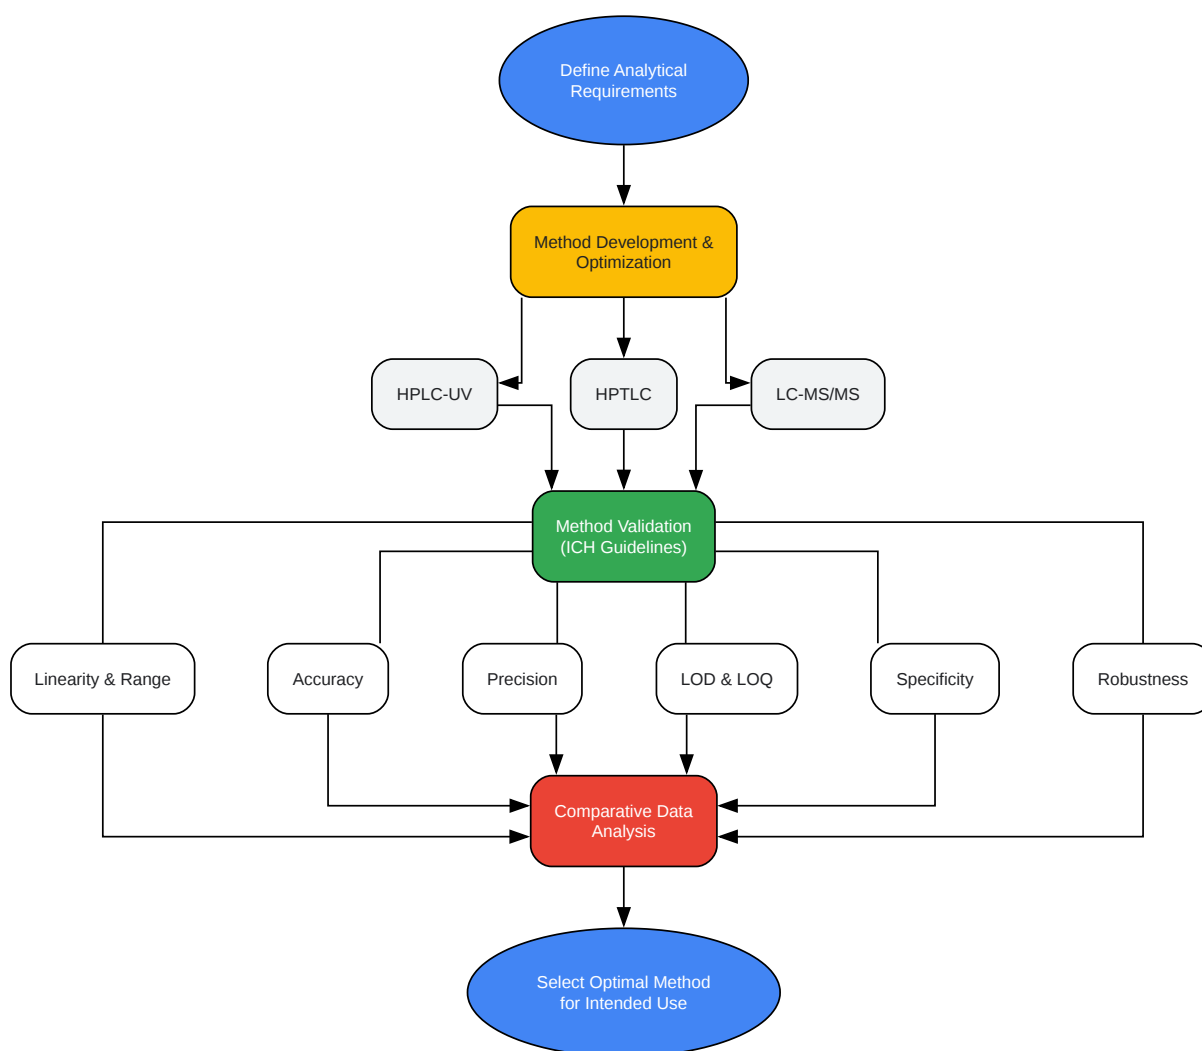 Define Analytical
Requirements
Method Development &
Optimization
HPLC-UV
HPTLC
LC-MS/MS
Method Validation
(ICH Guidelines)
Linearity & Range
Accuracy
Precision
LOD & LOQ
Specificity
Robustness
Comparative Data
Analysis
Select Optimal Method
for Intended Use